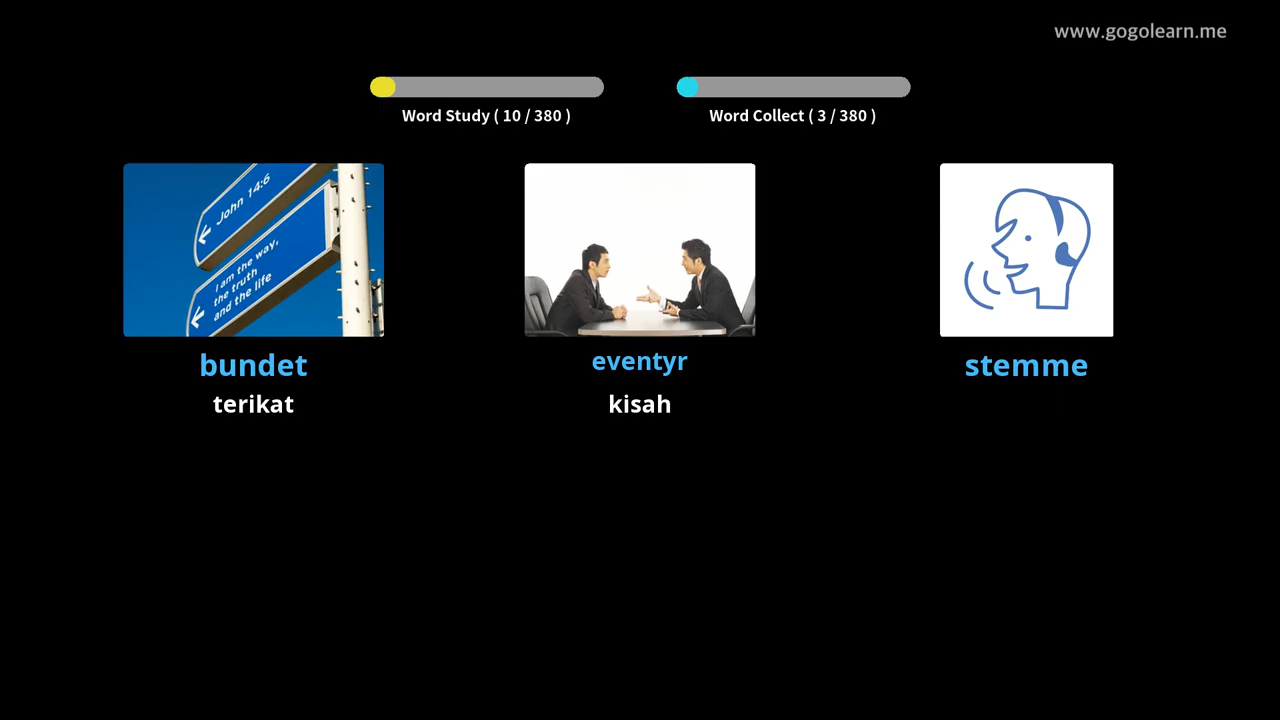 www.gogolearn.me
Word Study ( 10 / 380 )
Word Collect ( 3 / 380 )
John 14:6
I am the way,
the truth
and the life
bundet
eventyr
stemme
terikat
kisah